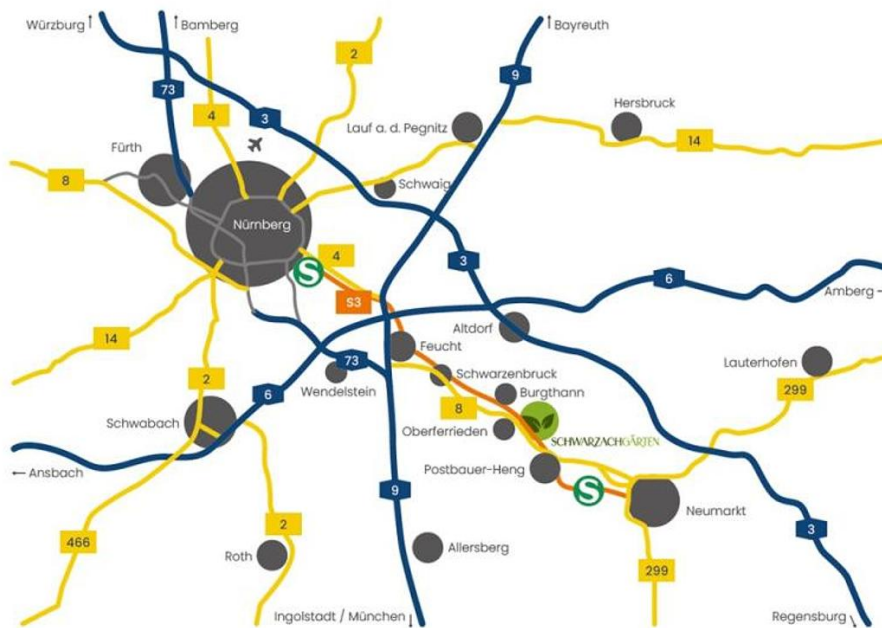 Würzburg
Bamberg
Bayreuth
2
9
73
4
3
Hersbruck
Lauf a. d. Pegnitz
14
Fürth
8
Schwaig
Nürnberg
4
3
6
S
S3
Amberg
14
Altdorf
Feucht
73
Lauterhofen
2
6
Wendelstein
Schwarzenbruck
299
Burgthann
8
Schwabach
Oberferrieden
SCHWARZACHGÄRTEN
Ansbach
Postbauer-Heng
9
S
Neumarkt
2
3
466
Roth
Allersberg
299
Ingolstadt / München
Regensburg